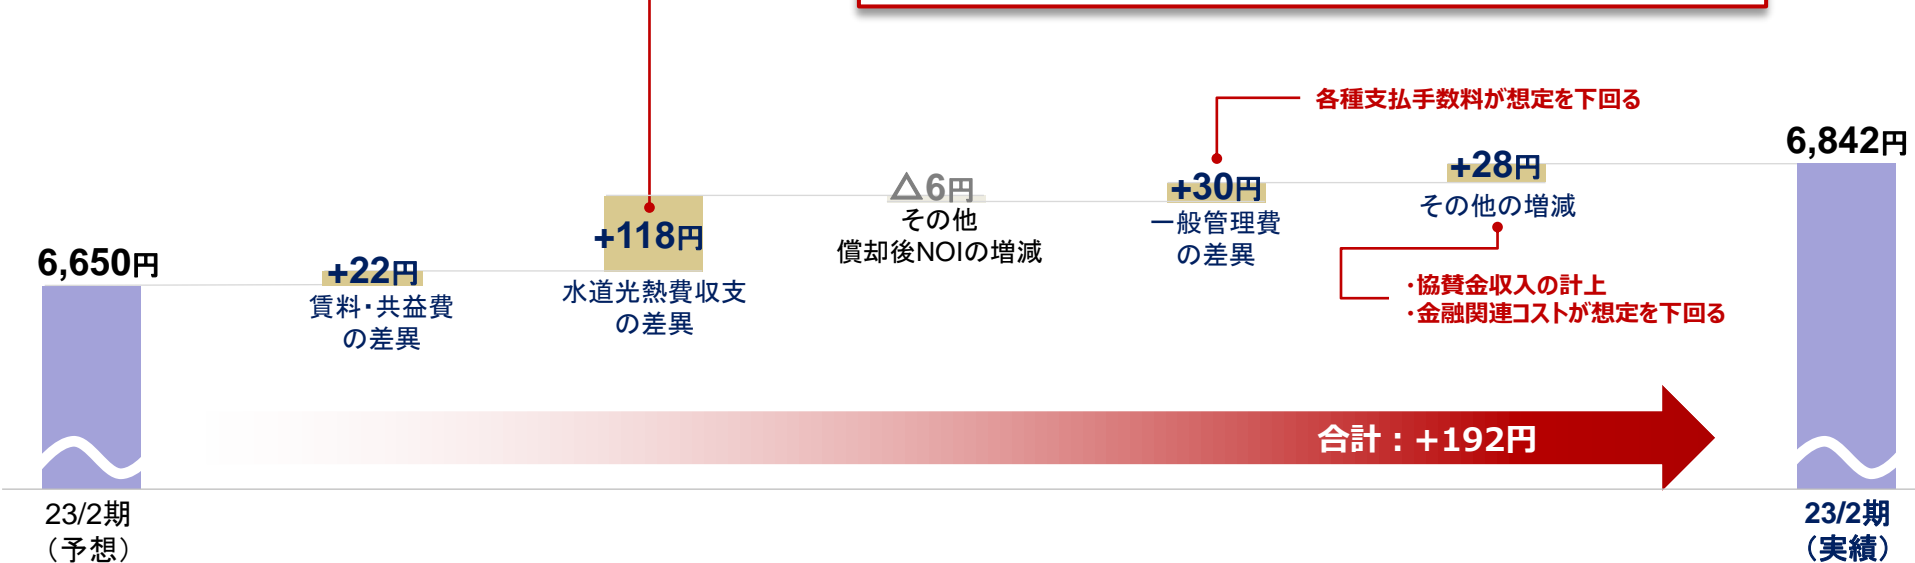 各種支払手数料が想定を下回る
6,842円
+28円
その他の増減
△6円
その他
償却後NOIの増減
+30円
一般管理費
の差異
+118円
水道光熱費収支
の差異
6,650円
+22円
賃料・共益費
の差異
・協賛金収入の計上
・金融関連コストが想定を下回る
合計：+192円
23/2期
（予想）
23/2期
（実績）